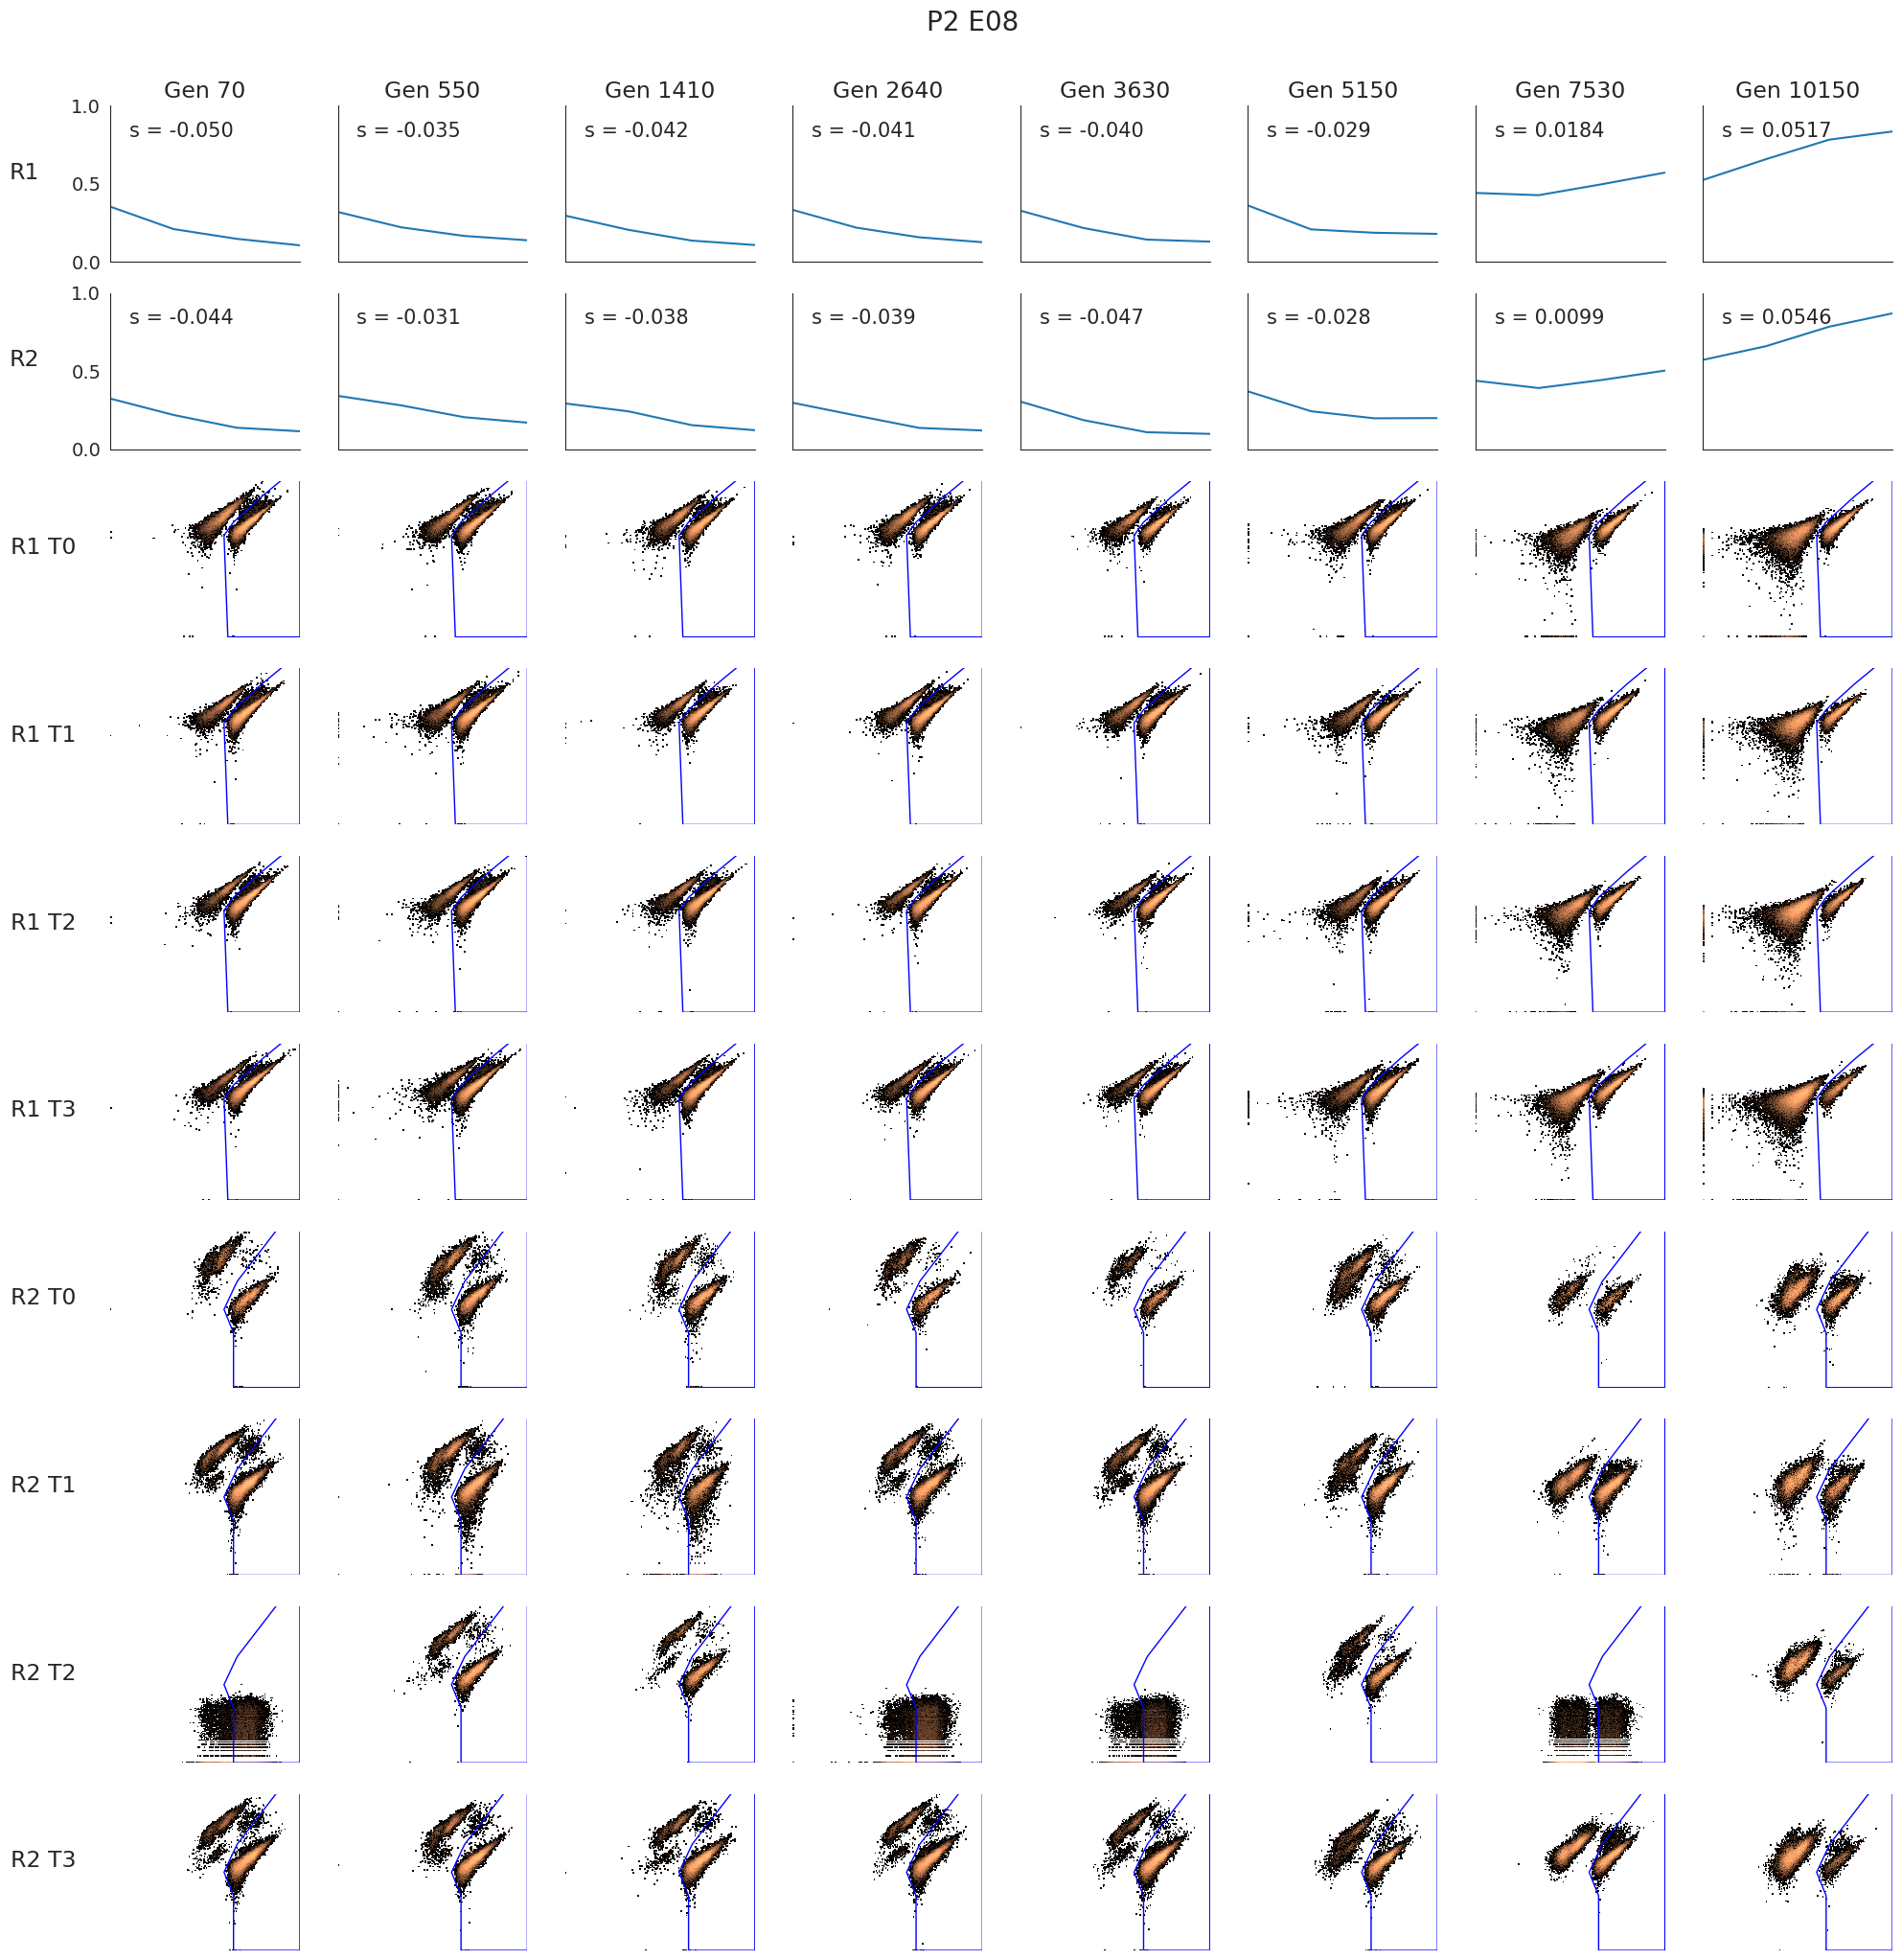 P2 E08
Gen 70 Gen 550 Gen 1410 Gen 2640 Gen 3630 Gen 5150 Gen 7530 Gen 10150
1.0
s = -0.050 s = -0.035 s = -0.042 s = -0.041 s = -0.040 s = -0.029 s = 0.0184 s = 0.0517
R1
0.5
0.0
1.0
s = -0.044 s = -0.031 s = -0.038 s = -0.039 s = -0.047 s = -0.028 s = 0.0099 s = 0.0546
R2
0.5
0.0
R1 T0
R1 T1
R1 T2
R1 T3
R2 T0
R2 T1
R2 T2
R2 T3